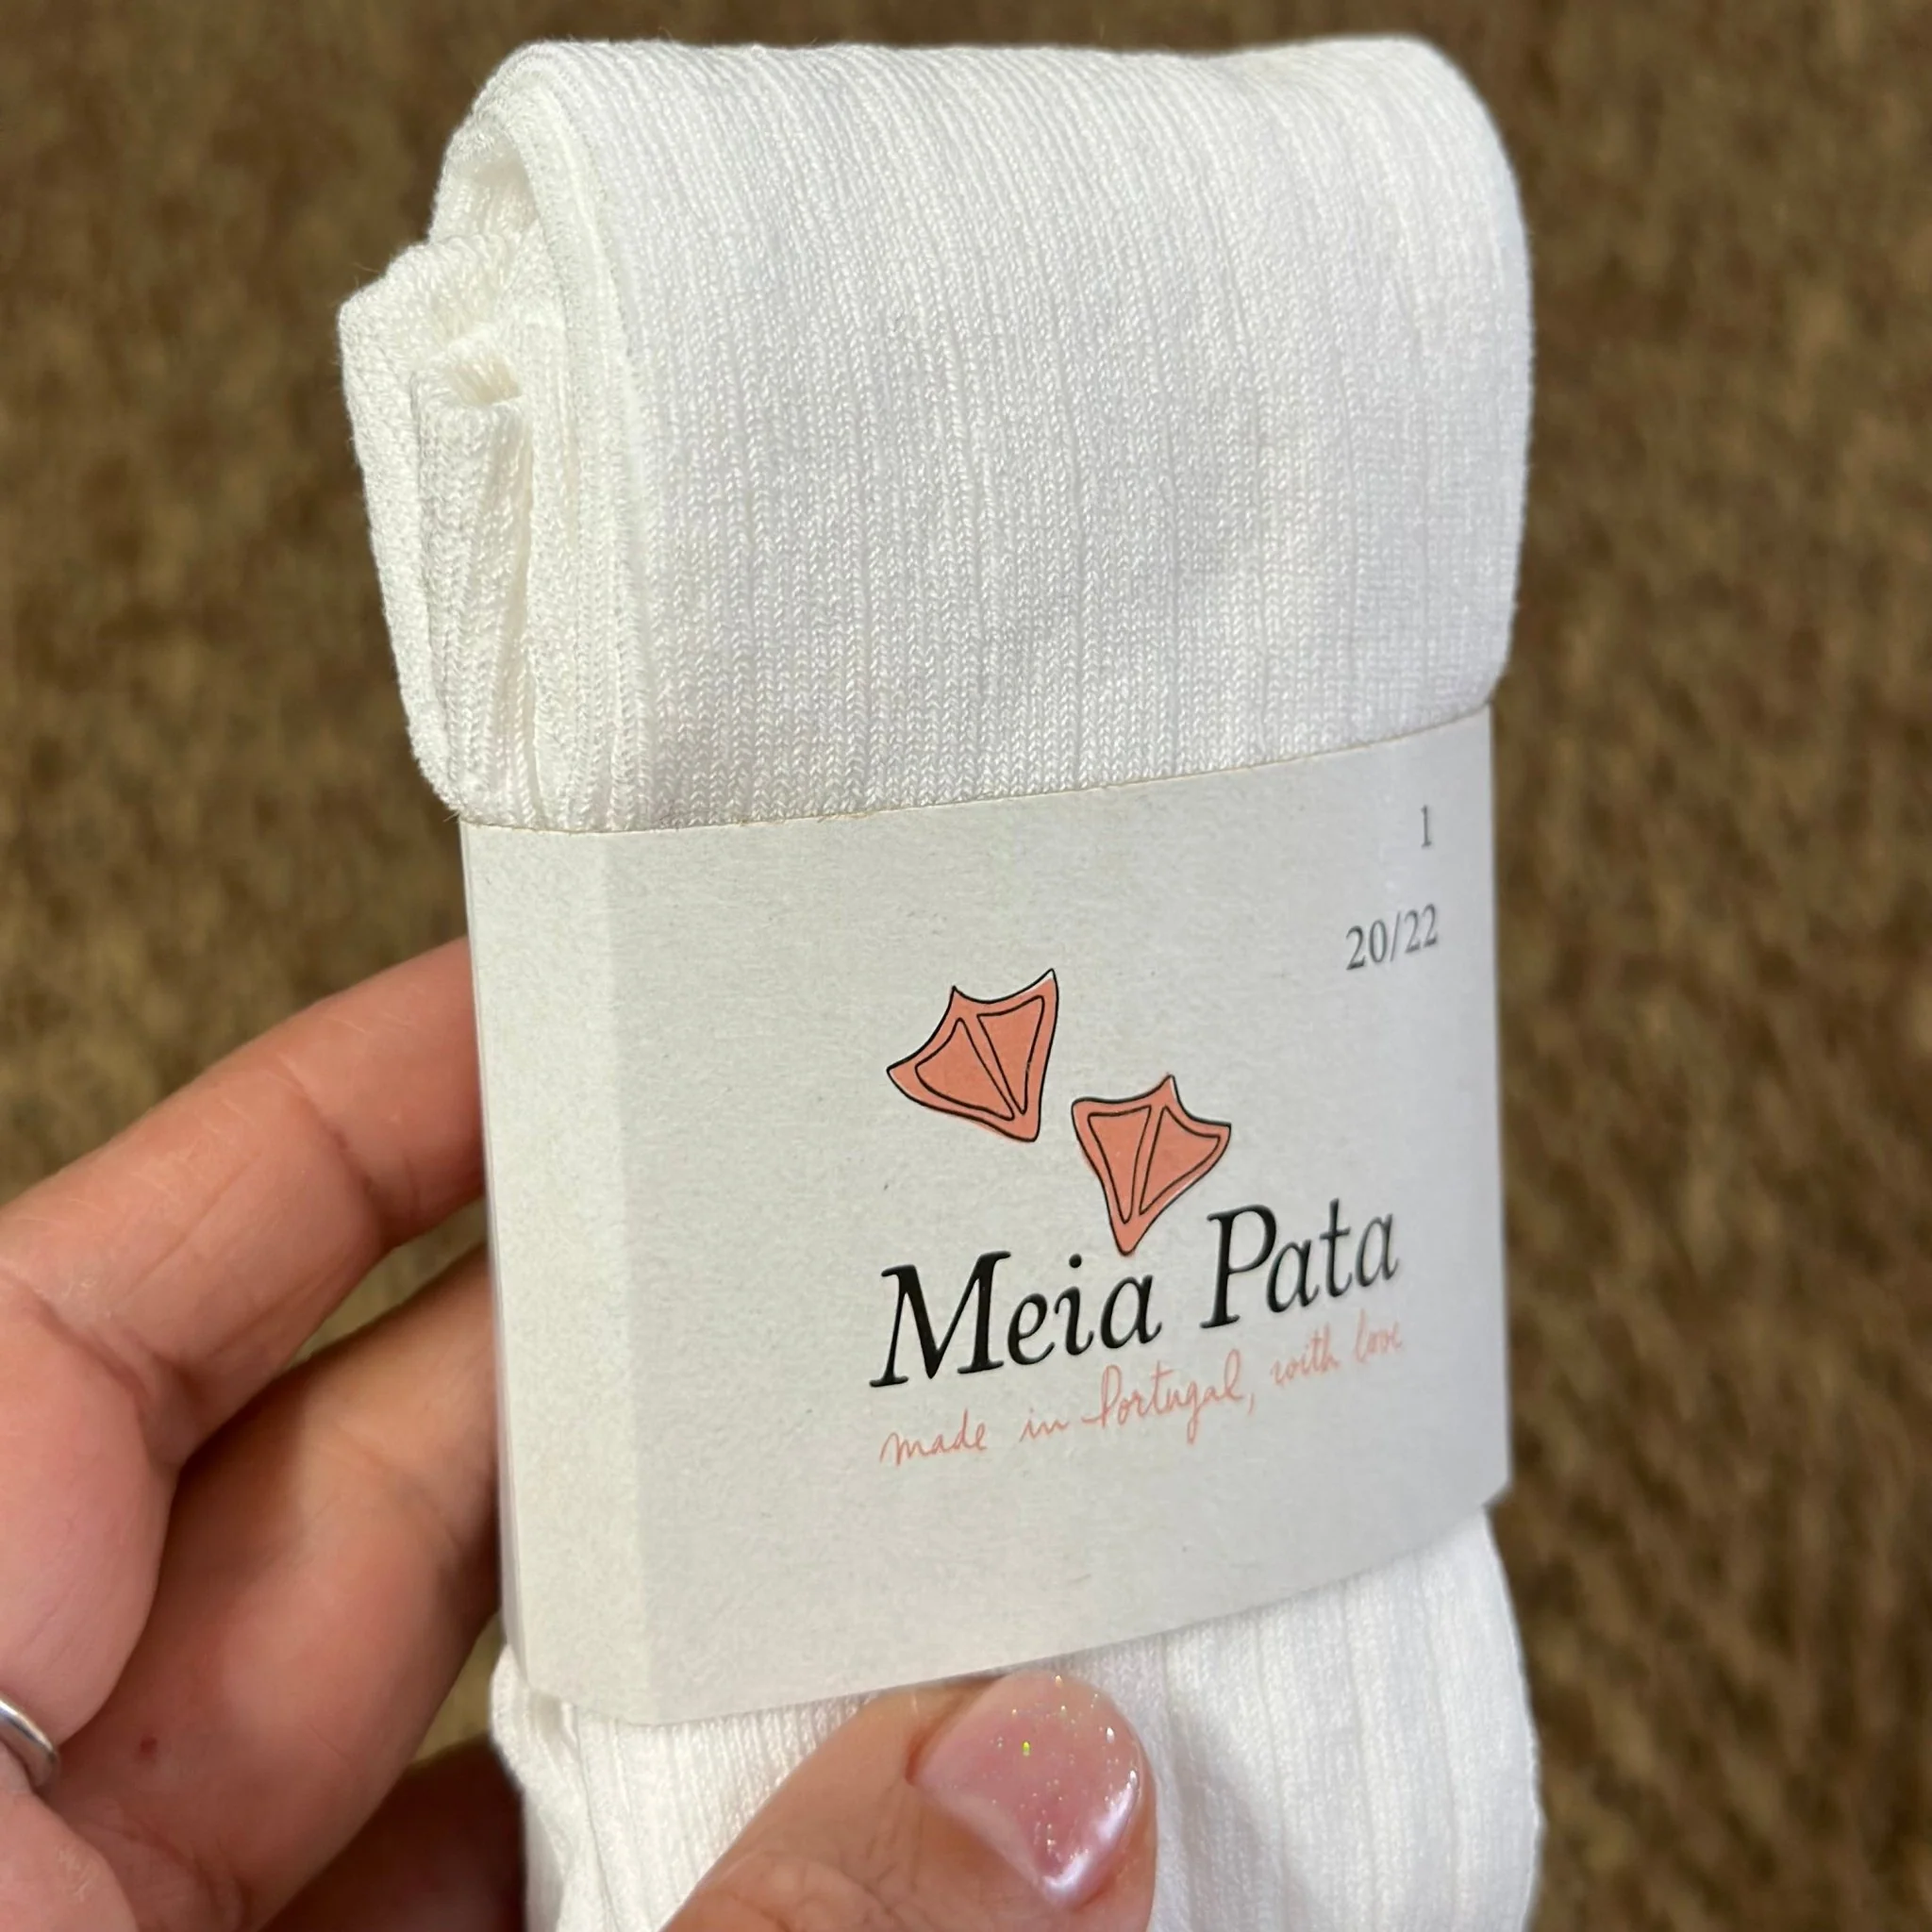 1
20/22
Meia Pata
made in Portugal, with love